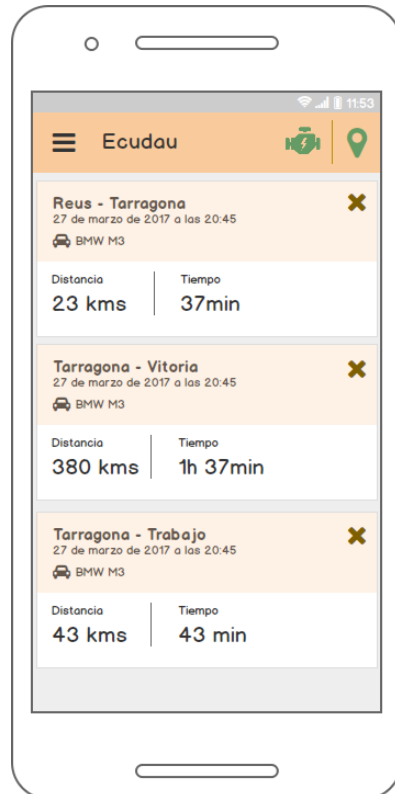 11:53
Ecudau
Reus - Tarragona
27 de marzo de 2017 a las 20:45
BMW M3
Distancia Tiempo
23 kms 37min
Tarragona - Vitoria
27 de marzo de 2017 a las 20:45
BMW M3
Distancia Tiempo
380 kms 1h 37min
Tarragona - Trabajo
27 de marzo de 2017 a las 20:45
BMW M3
Distancia Tiempo
43 kms 43 min